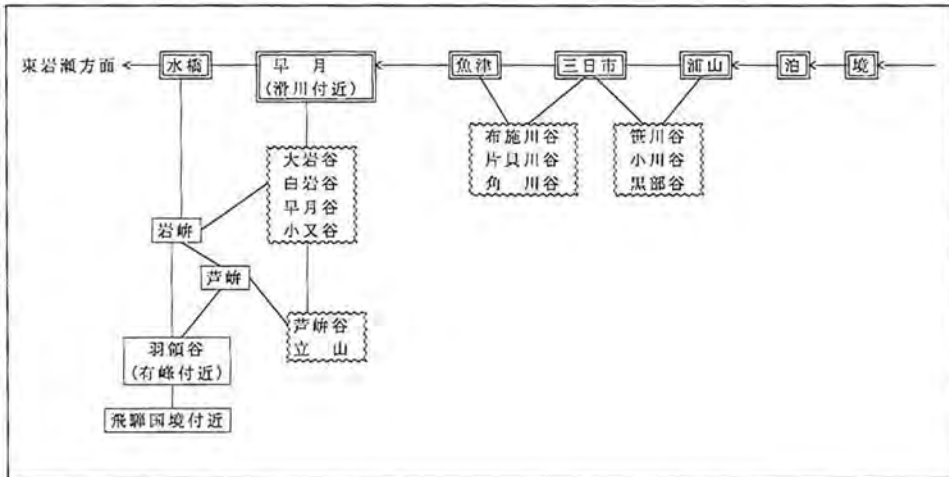 東岩瀬方面
水橋
早月
(滑川付近)
魚津
三日市
浦山
泊
境
布施川谷
片貝川谷
角 川谷
笹川谷
小川谷
黒部谷
大岩谷
白岩谷
早月谷
小又谷
岩峅
芦峅
芦峅谷
立 山
羽領谷
(有峰付近)
飛騨国境付近